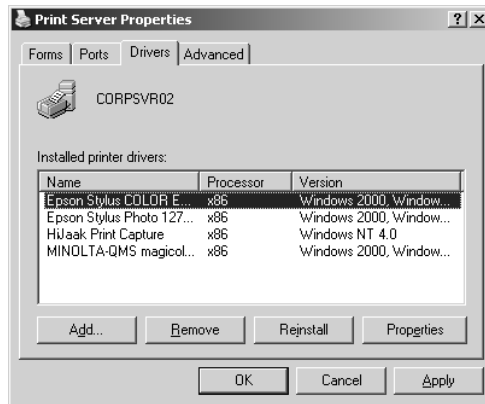 Print Server Properties
Forms Ports Drivers Advanced
CORPSVR02
Installed printer drivers:
Name Processor Version
Epson Stylus COLOR E... x86 Windows 2000, Window...
Epson Stylus Photo 127... x86 Windows 2000, Window...
HiJaak Print Capture x86 Windows NT 4.0
MINOLTA-QMS magicol... x86 Windows 2000, Window...
Add... Remove Reinstall Properties
OK Cancel Apply